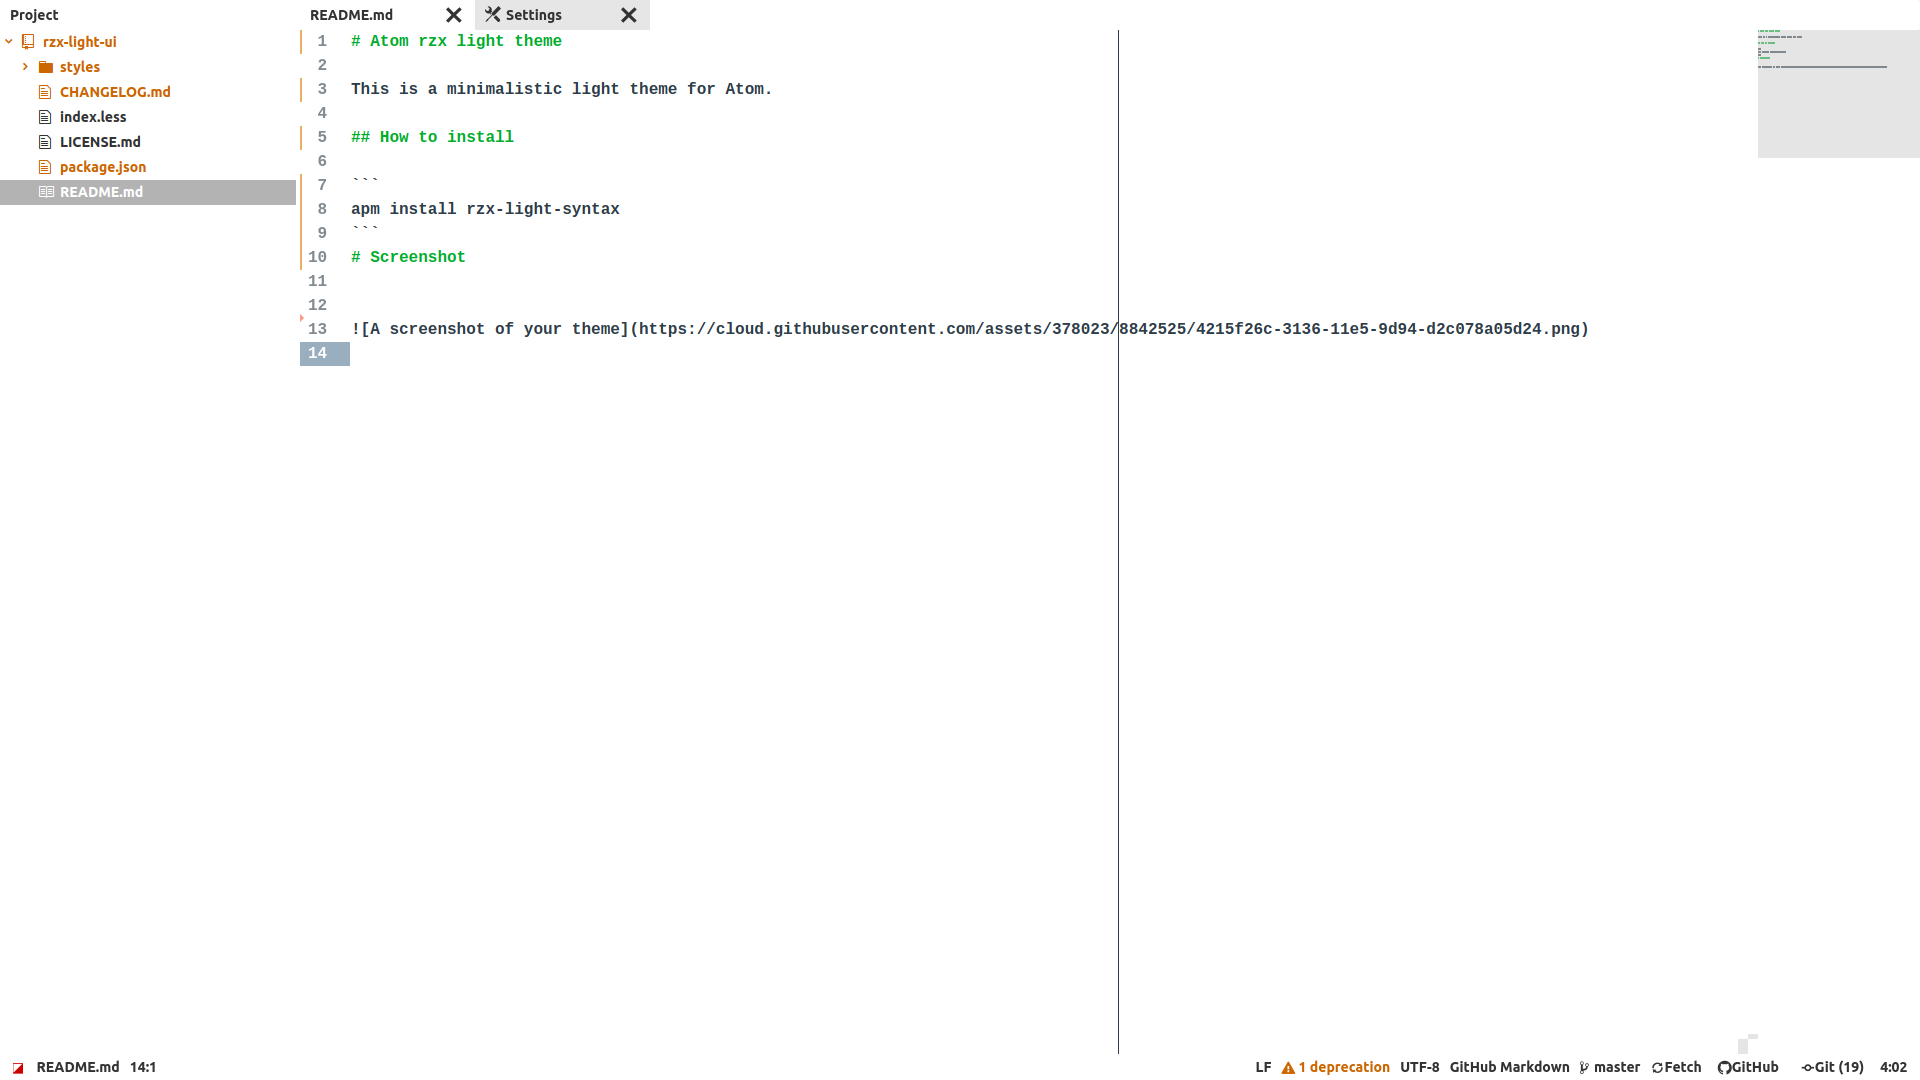 Project
rzx-light-ui
styles
CHANGELOG.md
index.less
LICENSE.md
package.json
README.md
README.md
Settings
1 # Atom rzx light theme
2
3 This is a minimalistic light theme for Atom.
4
5 ## How to install
6
7 ```
8 apm install rzx-light-syntax
9 ```
10 # Screenshot
11
12
13 ![A screenshot of your theme](https://cloud.githubusercontent.com/assets/378023/8842525/4215f26c-3136-11e5-9d94-d2c078a05d24.png)
14
README.md 14:1
LF 1 deprecation UTF-8 GitHub Markdown master Fetch GitHub Git (19) 4:02